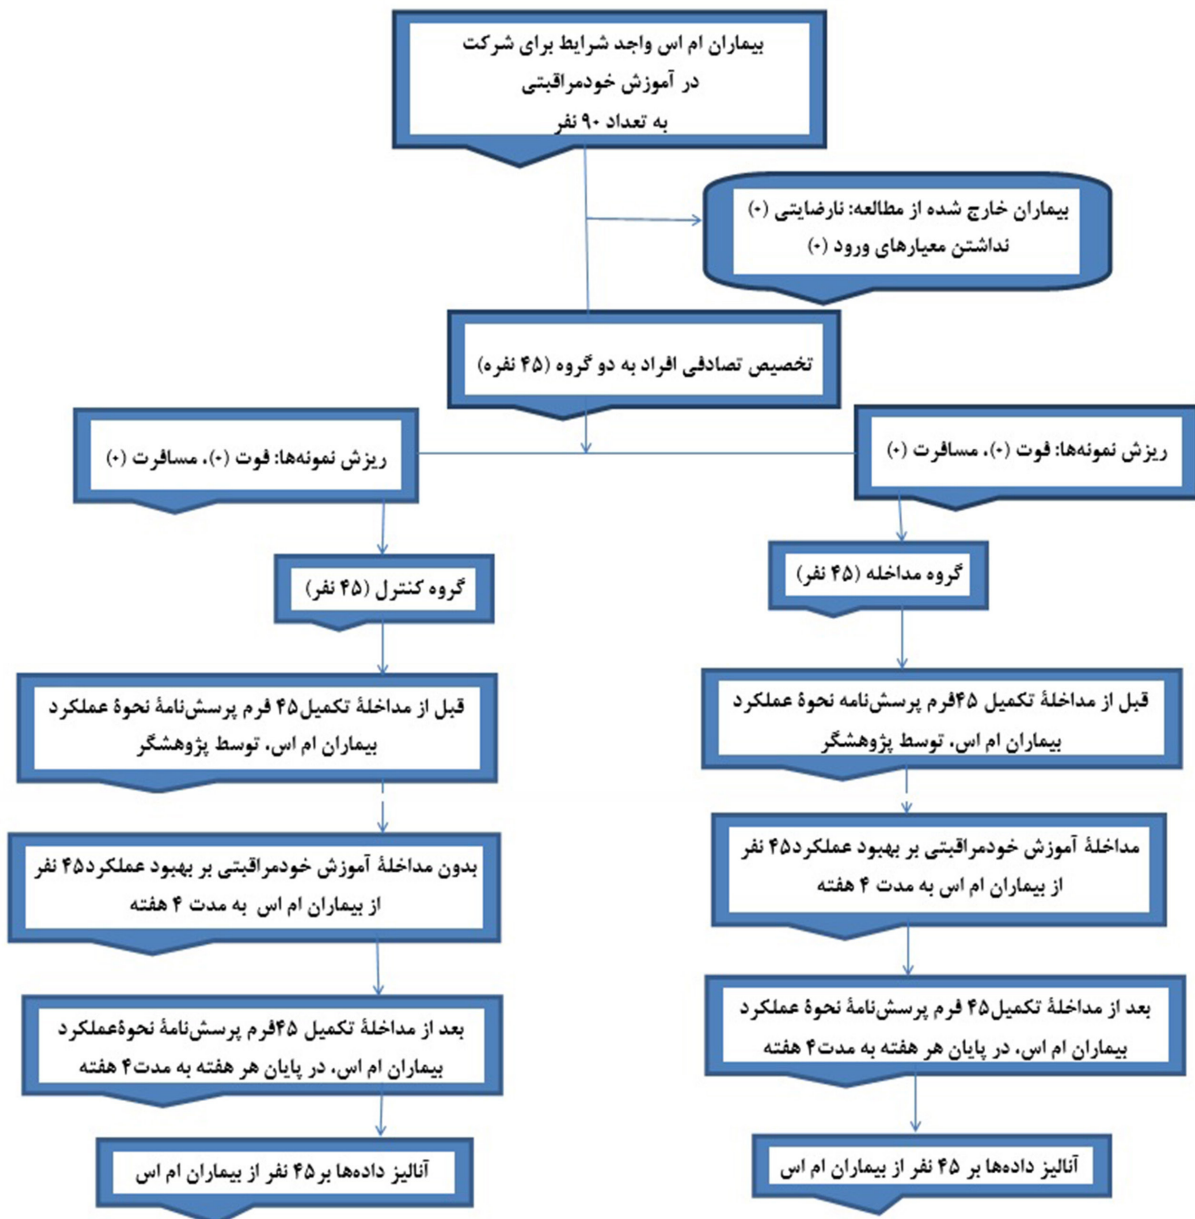 بیماران ام اس واجد شرایط برای شرکت
در آموزش خودمراقبتی
به تعداد ۹۰ نفر
بیماران خارج شده از مطالعه: نارضایتی (۰)
نداشتن معیارهای ورود (۰)
تخصیص تصادفی افراد به دو گروه (۴۵ نفره)
ریزش نمونه‌ها: فوت (۰)، مسافرت (۰)
ریزش نمونه‌ها: فوت (۰)، مسافرت (۰)
گروه مداخله (۴۵ نفر)
گروه کنترل (۴۵ نفر)
قبل از مداخلهٔ تکمیل ۴۵فرم پرسش‌نامه نحوهٔ عملکرد
بیماران ام اس، توسط پژوهشگر
قبل از مداخلهٔ تکمیل۴۵ فرم پرسش‌نامهٔ نحوهٔ عملکرد
بیماران ام اس، توسط پژوهشگر
مداخلهٔ آموزش خودمراقبتی بر بهبود عملکرد۴۵ نفر
از بیماران ام اس به مدت ۴ هفته
بدون مداخلهٔ آموزش خودمراقبتی بر بهبود عملکرد۴۵ نفر
از بیماران ام اس به مدت ۴ هفته
بعد از مداخلهٔ تکمیل۴۵ فرم پرسش‌نامهٔ نحوهٔ عملکرد
بیماران ام اس، در پایان هر هفته به مدت۴ هفته
بعد از مداخلهٔ تکمیل ۴۵فرم پرسش‌نامهٔ نحوهٔعملکرد
بیماران ام اس، در پایان هر هفته به مدت۴ هفته
آنالیز داده‌ها بر ۴۵ نفر از بیماران ام اس
آنالیز داده‌ها بر۴۵ نفر از بیماران ام اس